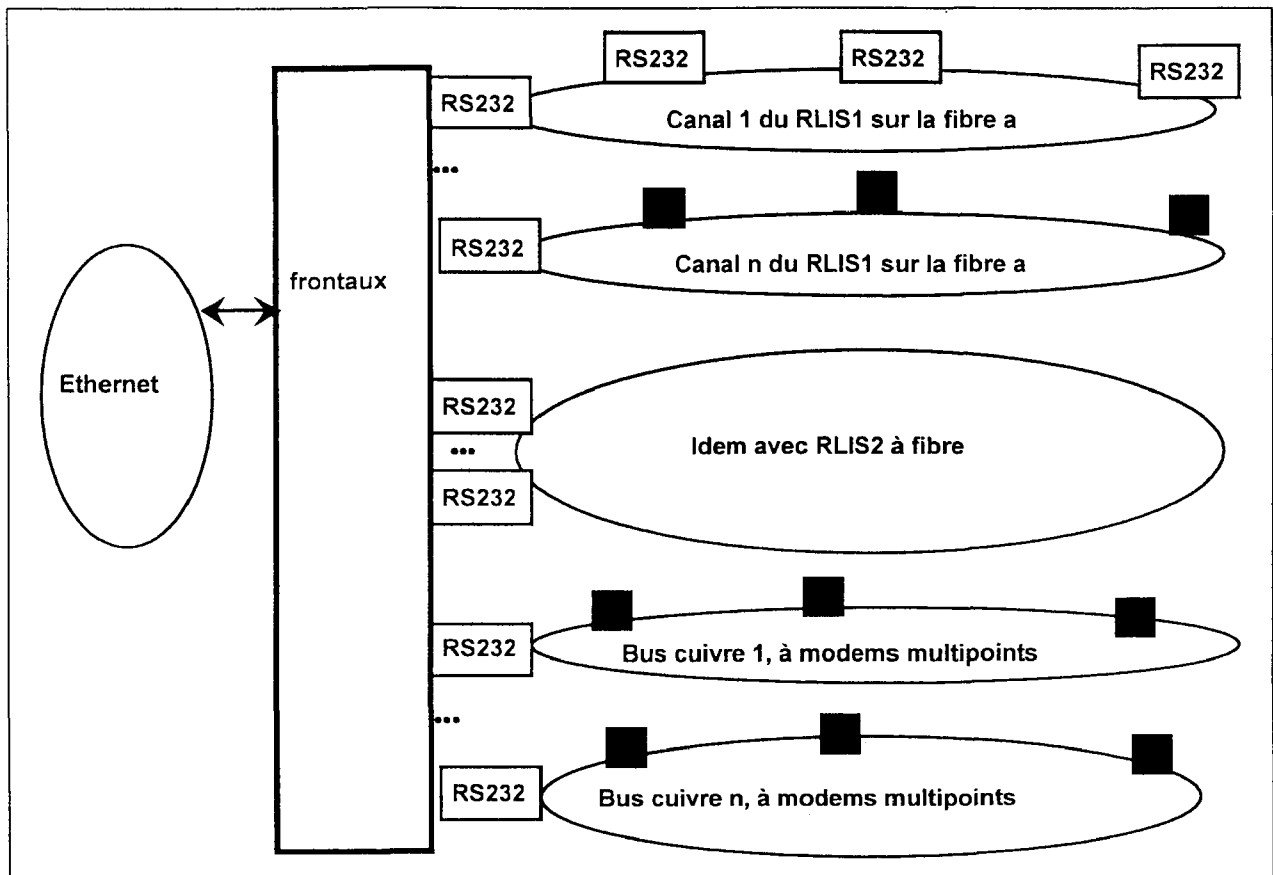 RS232
RS232
RS232
RS232
Canal 1 du RLIS1 sur la fibre a
...
RS232
Canal n du RLIS1 sur la fibre a
frontaux
Ethernet
RS232
...
Idem avec RLIS2 à fibre
RS232
RS232
Bus cuivre 1, à modems multipoints
...
RS232
Bus cuivre n, à modems multipoints